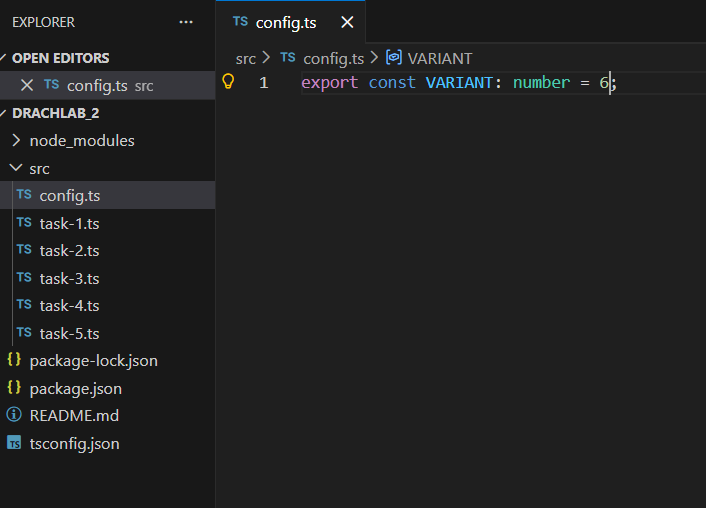 EXPLORER ...
TS config.ts
OPEN EDITORS
TS config.ts src
src > TS config.ts > VARIANT
1 export const VARIANT: number = 6;
DRACHLAB_2
node_modules
src
TS config.ts
TS task-1.ts
TS task-2.ts
TS task-3.ts
TS task-4.ts
TS task-5.ts
{} package-lock.json
{} package.json
README.md
TS tsconfig.json